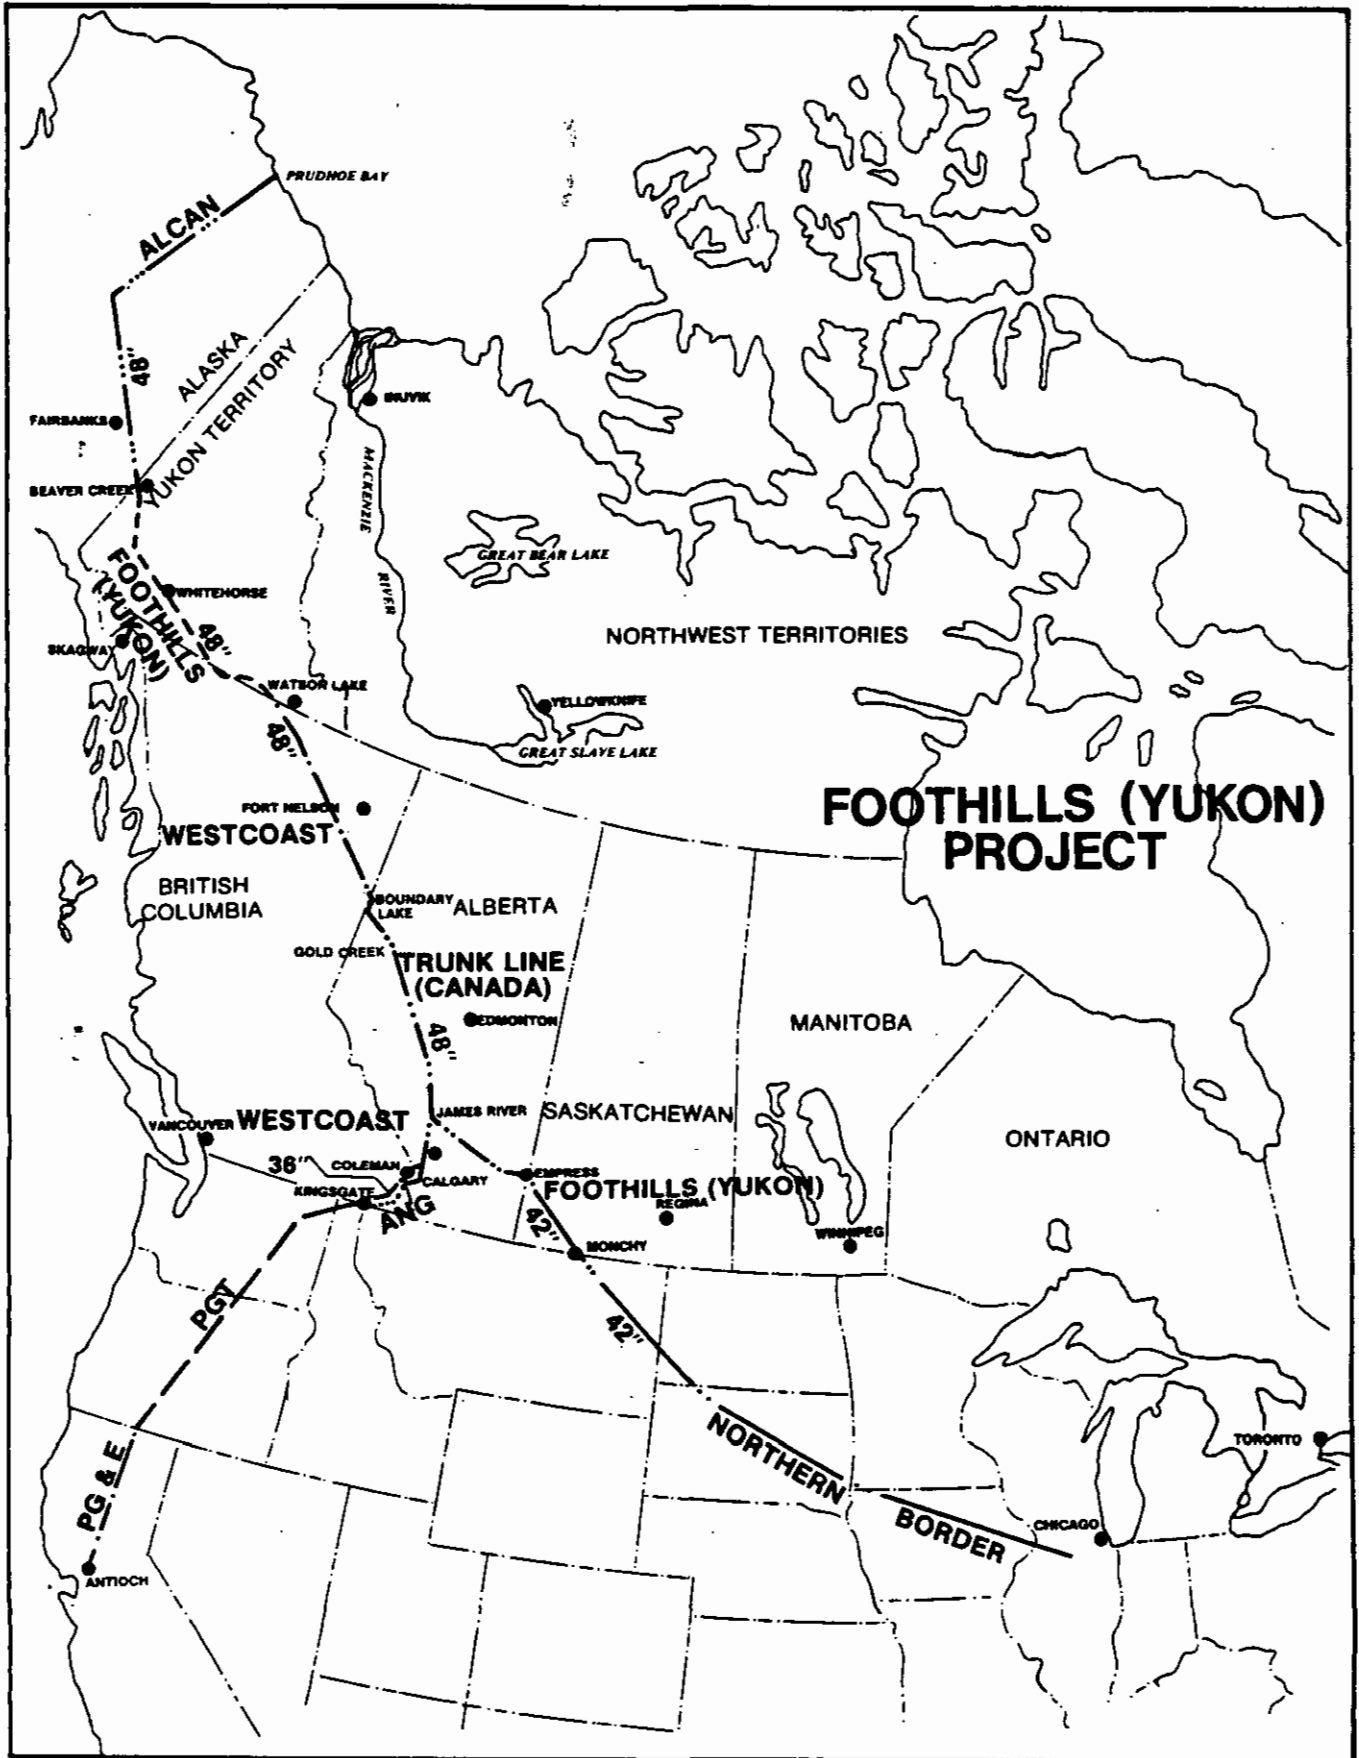 PRUDHOE BAY
ALCAN
48"
ALASKA
YUKON TERRITORY
INUVIK
FAIRBANKS
BEAVER CREEK
MACKENZIE
RIVER
GREAT BEAR LAKE
FOOTHILLS
(YUKON)
WHITEHORSE
48"
SKAGWAY
NORTHWEST TERRITORIES
WATSOR LAKE
48"
YELLOWKNIFE
GREAT SLAVE LAKE
FORT NELSON
WESTCOAST
FOOTHILLS (YUKON)
PROJECT
BRITISH
COLUMBIA
BOUNDARY
LAKE
ALBERTA
GOLD CREEK
TRUNK LINE
(CANADA)
EDMONTON
48"
MANITOBA
JAMES RIVER
SASKATCHEWAN
VANCOUVER
WESTCOAST
ONTARIO
36"
COLEMAN
CALGARY
EMPRESS
KINGSGATE
FOOTHILLS (YUKON)
REGINA
ANG
42"
WINNIPEG
MONCHY
PGT
42"
NORTHERN
BORDER
TORONTO
PG & E
CHICAGO
ANTIOCH